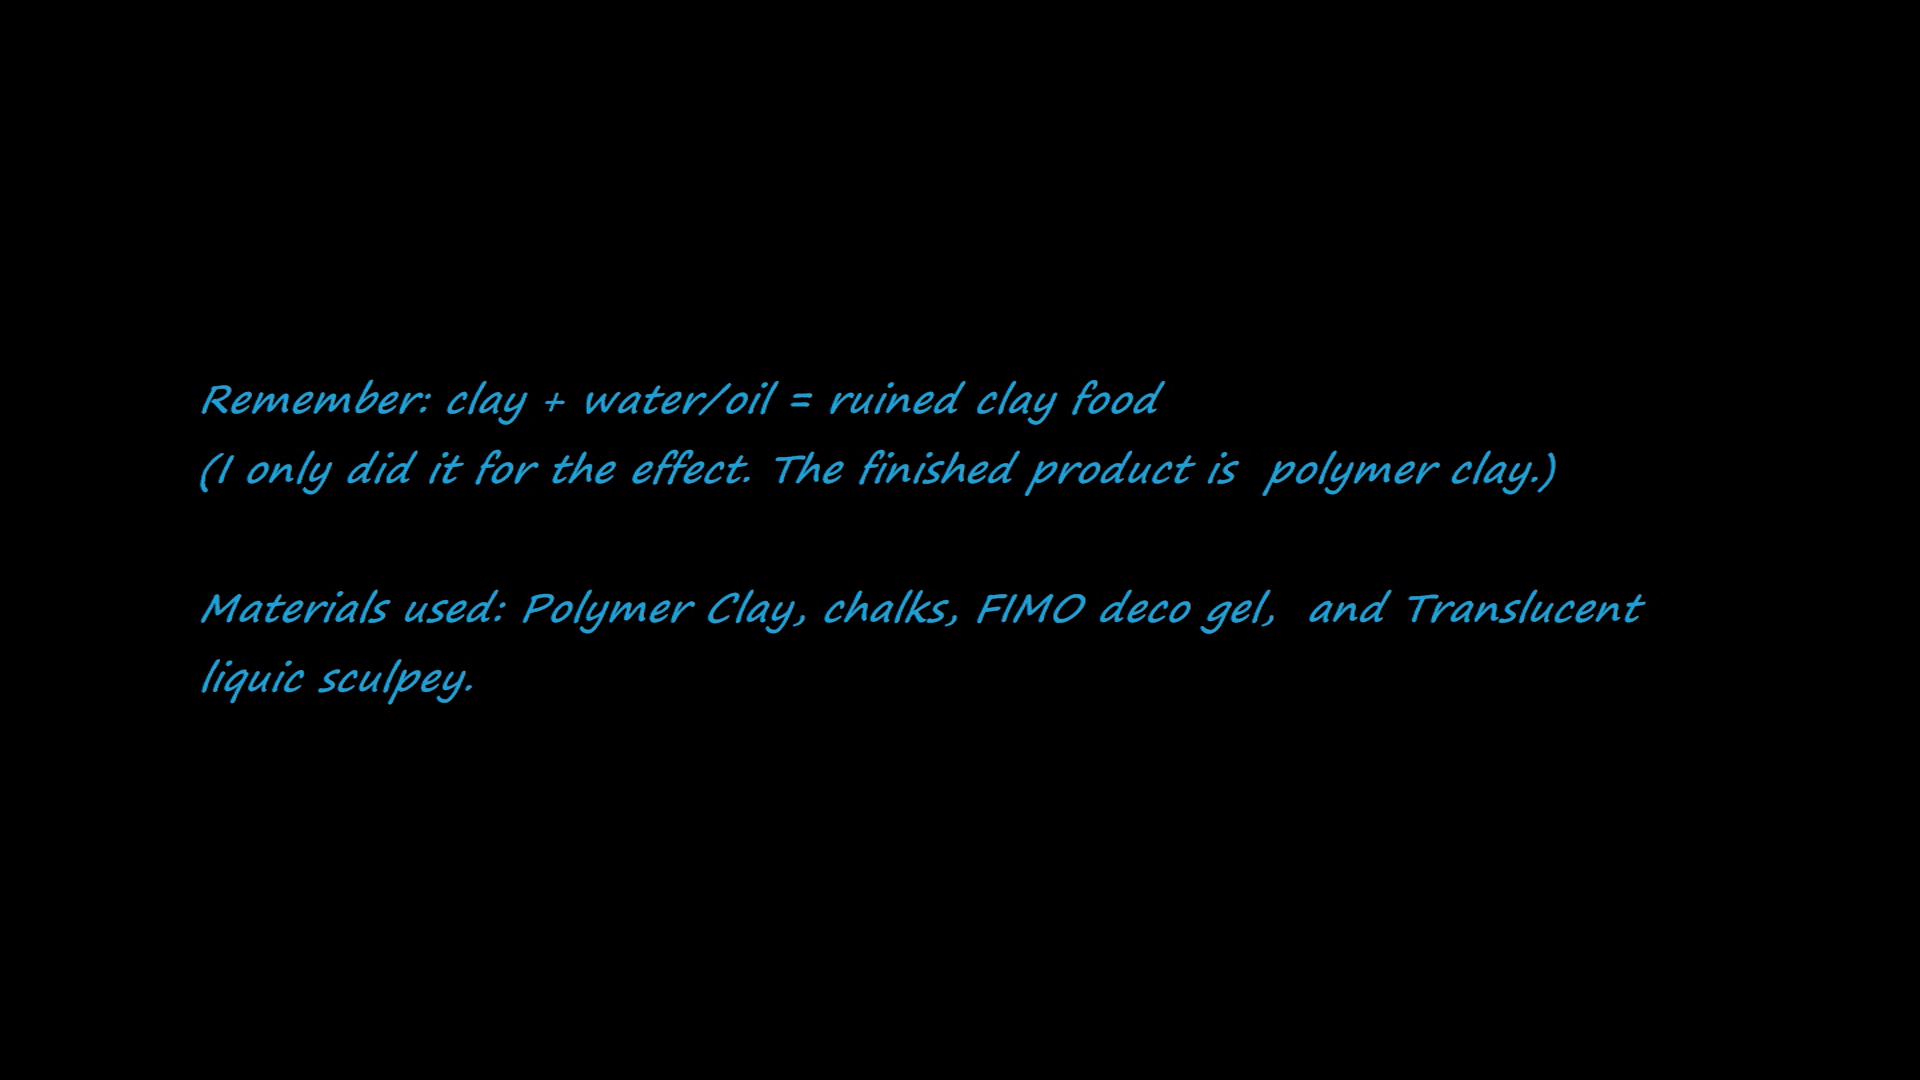 Remember: clay + water/oil = ruined clay food
(I only did it for the effect. The finished product is  polymer clay.)
Materials used: Polymer Clay, chalks, FIMO deco gel,  and Translucent
liquic sculpey.